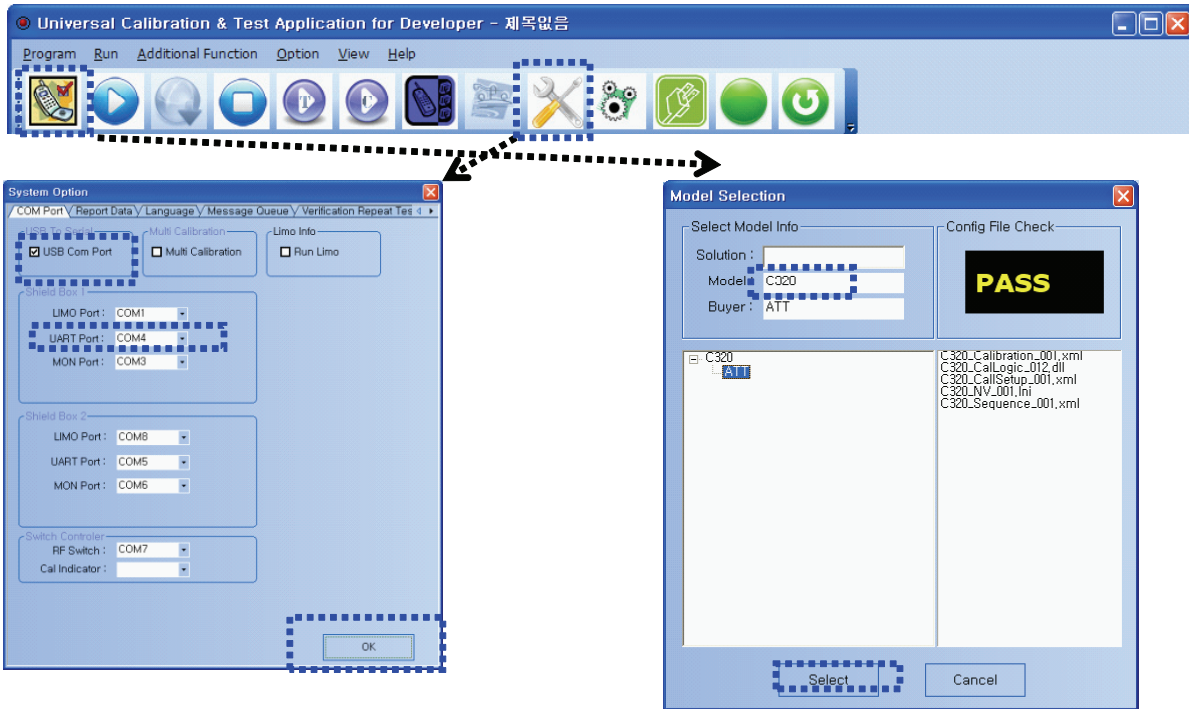 Universal Calibration & Test Application for Developer - 제목없음
Program Run Additional Function Option View Help
T C
System Option
COM Port Report Data Language Message Queue Verification Repeat Tes
USB To Serial
USB Com Port
Multi Calibration
Multi Calibration
Limo Info
Run Limo
Shield Box 1
LIMO Port : COM1
UART Port : COM4
MON Port : COM3
Shield Box 2
LIMO Port : COM8
UART Port : COM5
MON Port : COM6
Switch Controler
RF Switch : COM7
Cal Indicator :
OK
Model Selection
Select Model Info
Solution :
Model : C320
Buyer : ATT
Config File Check
PASS
C320
ATT
C320_Calibration_001.xml
C320_CalLogic_012.dll
C320_CallSetup_001.xml
C320_NV_001.Ini
C320_Sequence_001.xml
Select
Cancel